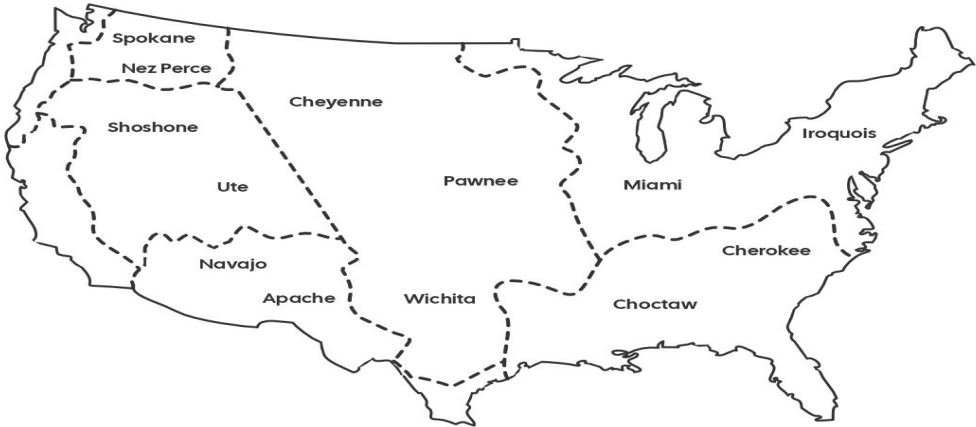 Spokane
Nez Perce
Cheyenne
Shoshone
Iroquois
Pawnee
Miami
Ute
Cherokee
Navajo
Apache
Wichita
Choctaw